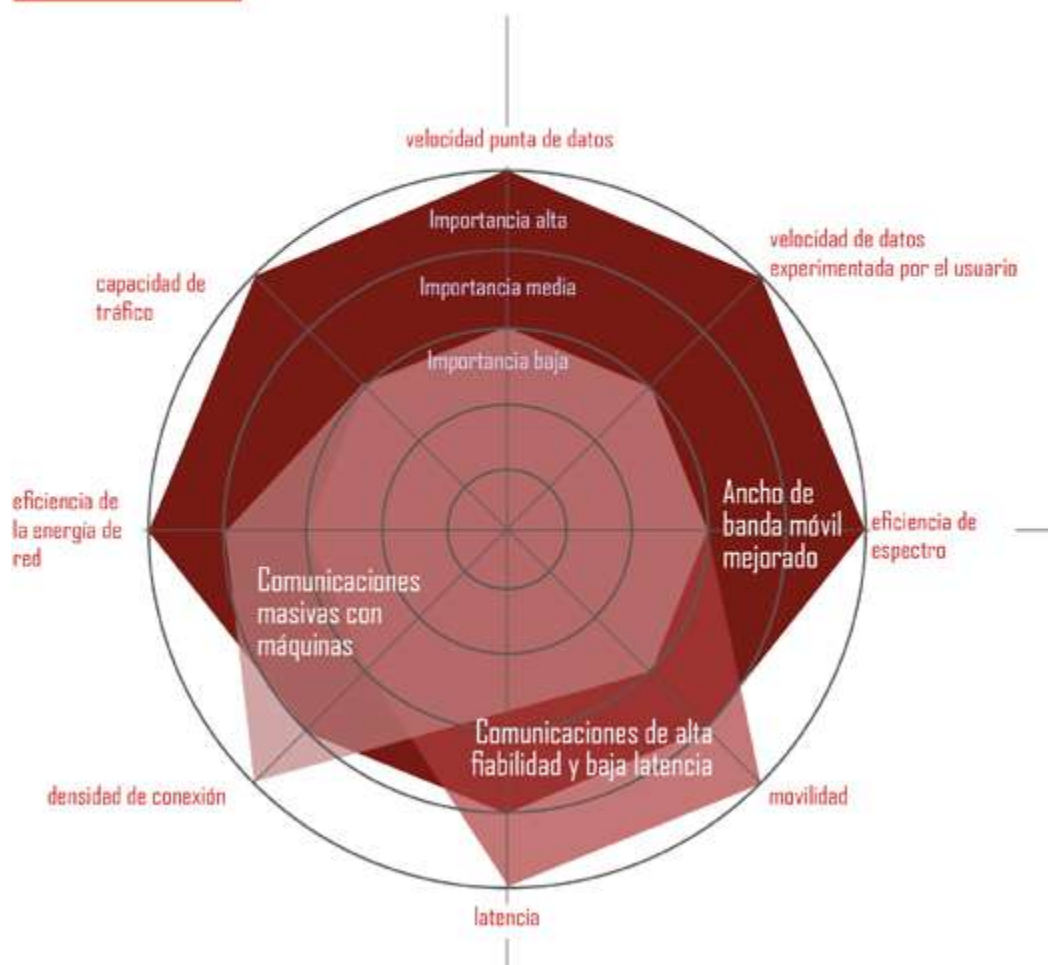 velocidad punta de datos
Importancia alta
velocidad de datos
experimentada por el usuario
capacidad de
tráfico
Importancia media
Importancia baja
eficiencia de
la energía de
red
Ancho de
banda móvil
mejorado
eficiencia de
espectro
Comunicaciones
masivas con
máquinas
Comunicaciones de alta
fiabilidad y baja latencia
densidad de conexión
movilidad
latencia